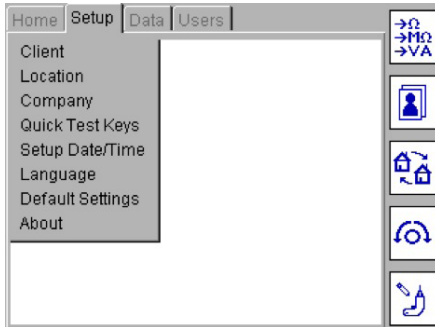 Home Setup Data Users
Client
Location
Company
Quick Test Keys
Setup Date/Time
Language
Default Settings
About
→Ω
→MΩ
→VA